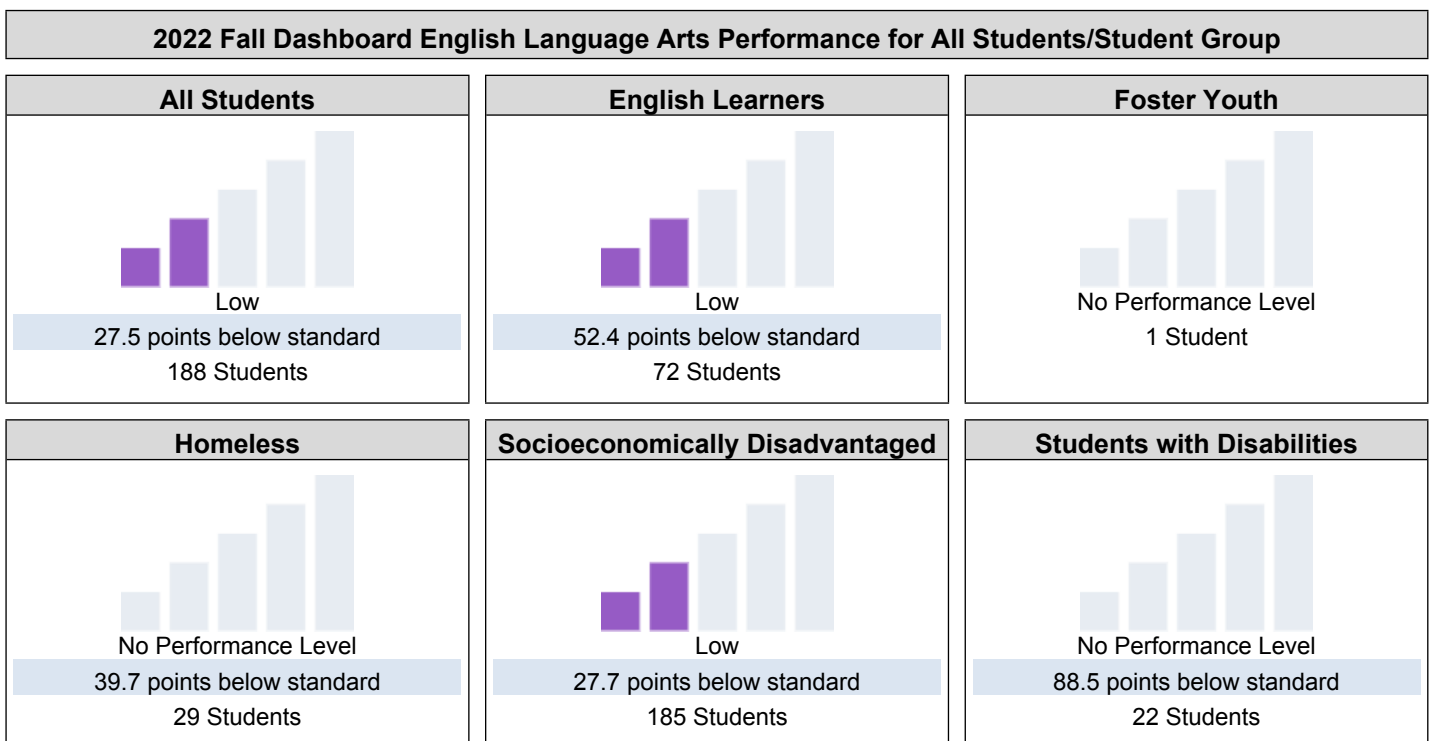 2022 Fall Dashboard English Language Arts Performance for All Students/Student Group
All Students
Low
27.5 points below standard
188 Students
English Learners
Low
52.4 points below standard
72 Students
Foster Youth
No Performance Level
1 Student
Homeless
No Performance Level
39.7 points below standard
29 Students
Socioeconomically Disadvantaged
Low
27.7 points below standard
185 Students
Students with Disabilities
No Performance Level
88.5 points below standard
22 Students